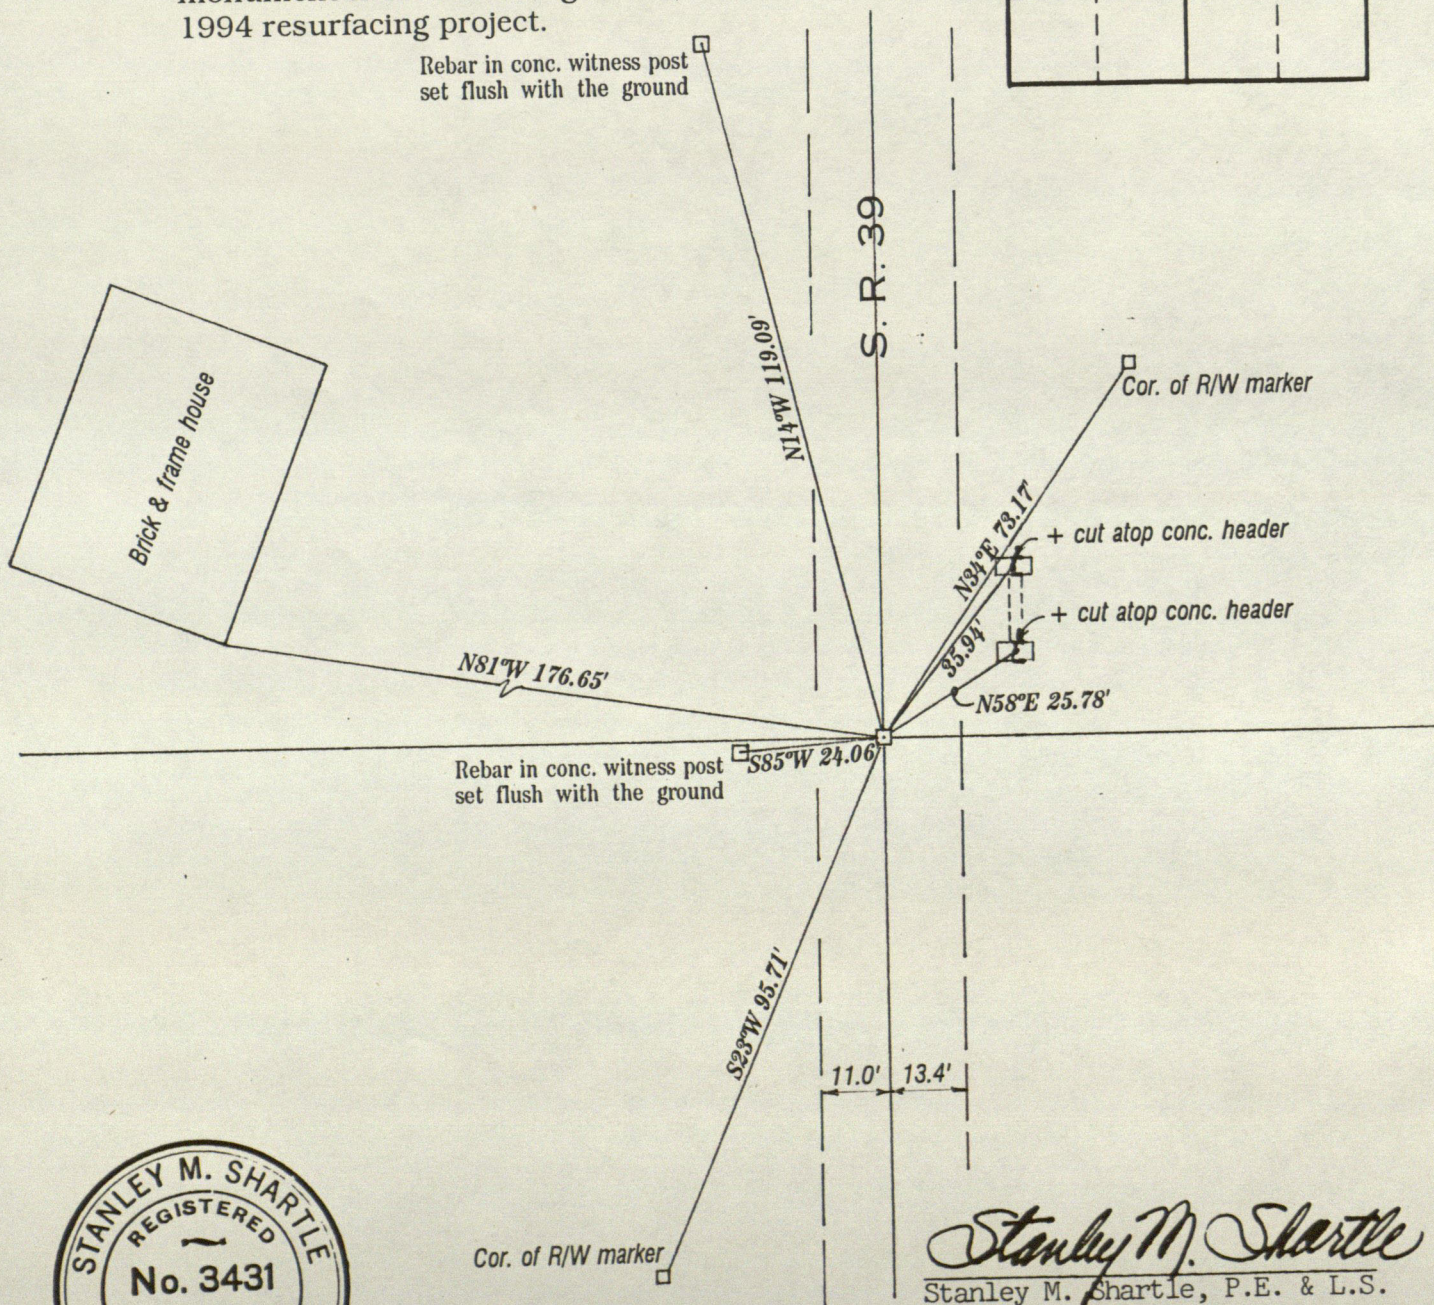 1994 resurfacing project.
Rebar in conc. witness post
set flush with the ground
S. R. 39
N14°W 119.09'
Brick & frame house
Cor. of R/W marker
N34°E 73.17'
+ cut atop conc. header
+ cut atop conc. header
35.94'
N58°E 25.78'
N81°W 176.65'
S85°W 24.06'
Rebar in conc. witness post
set flush with the ground
S23°W 95.71'
11.0' 13.4'
Cor. of R/W marker
STANLEY M. SHARTLE
REGISTERED
No. 3431
Stanley M. Shartle
Stanley M. Shartle, P.E. & L.S.